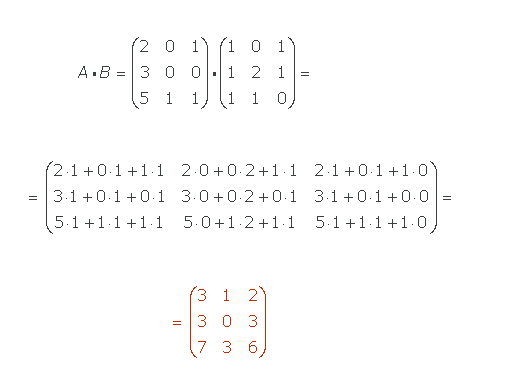 A·B = (2 0 1) · (1 0 1) =
(3 0 0) (1 2 1)
(5 1 1) (1 1 0)
= (2·1+0·1+1·1 2·0+0·2+1·1 2·1+0·1+1·0) =
(3·1+0·1+0·1 3·0+0·2+0·1 3·1+0·1+0·0)
(5·1+1·1+1·1 5·0+1·2+1·1 5·1+1·1+1·0)
= (3 1 2)
(3 0 3)
(7 3 6)